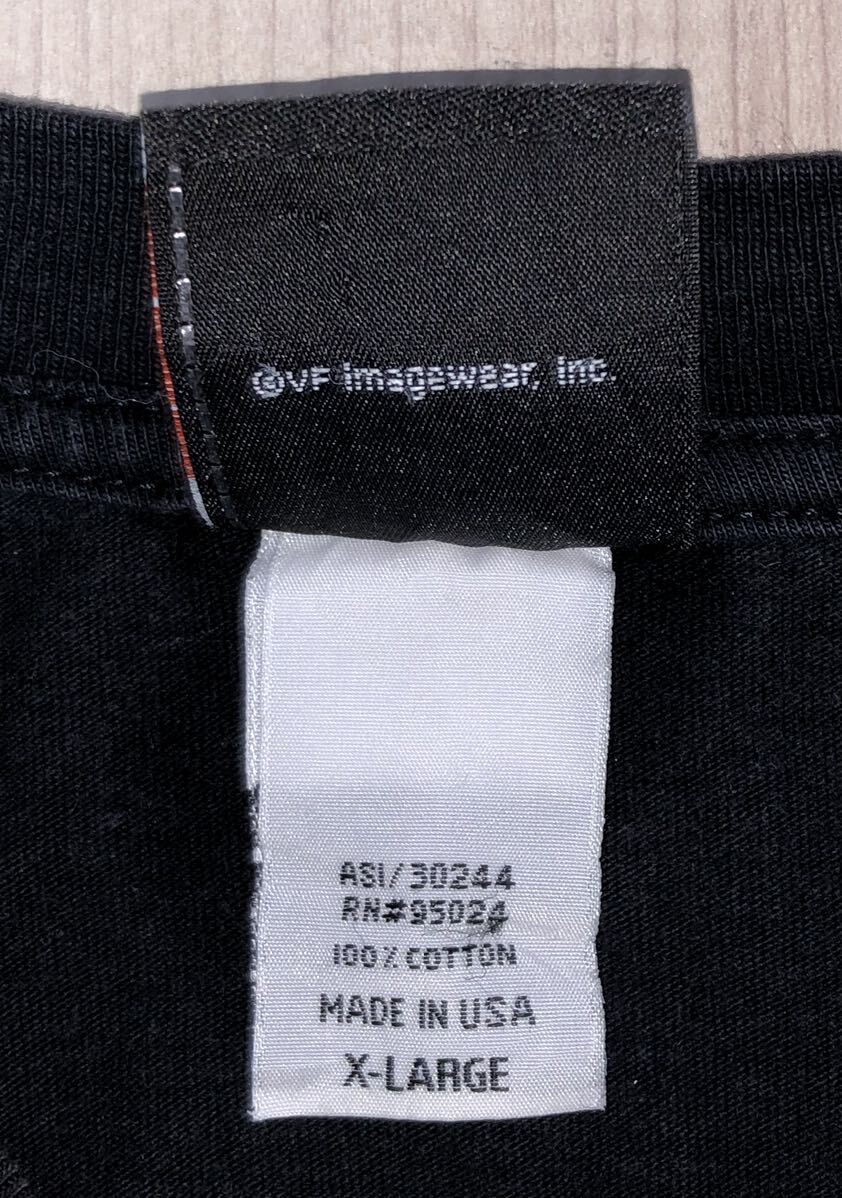 ©VF Imagewear, Inc.
ASI/30244
RN#95024
100% COTTON
MADE IN USA
X-LARGE